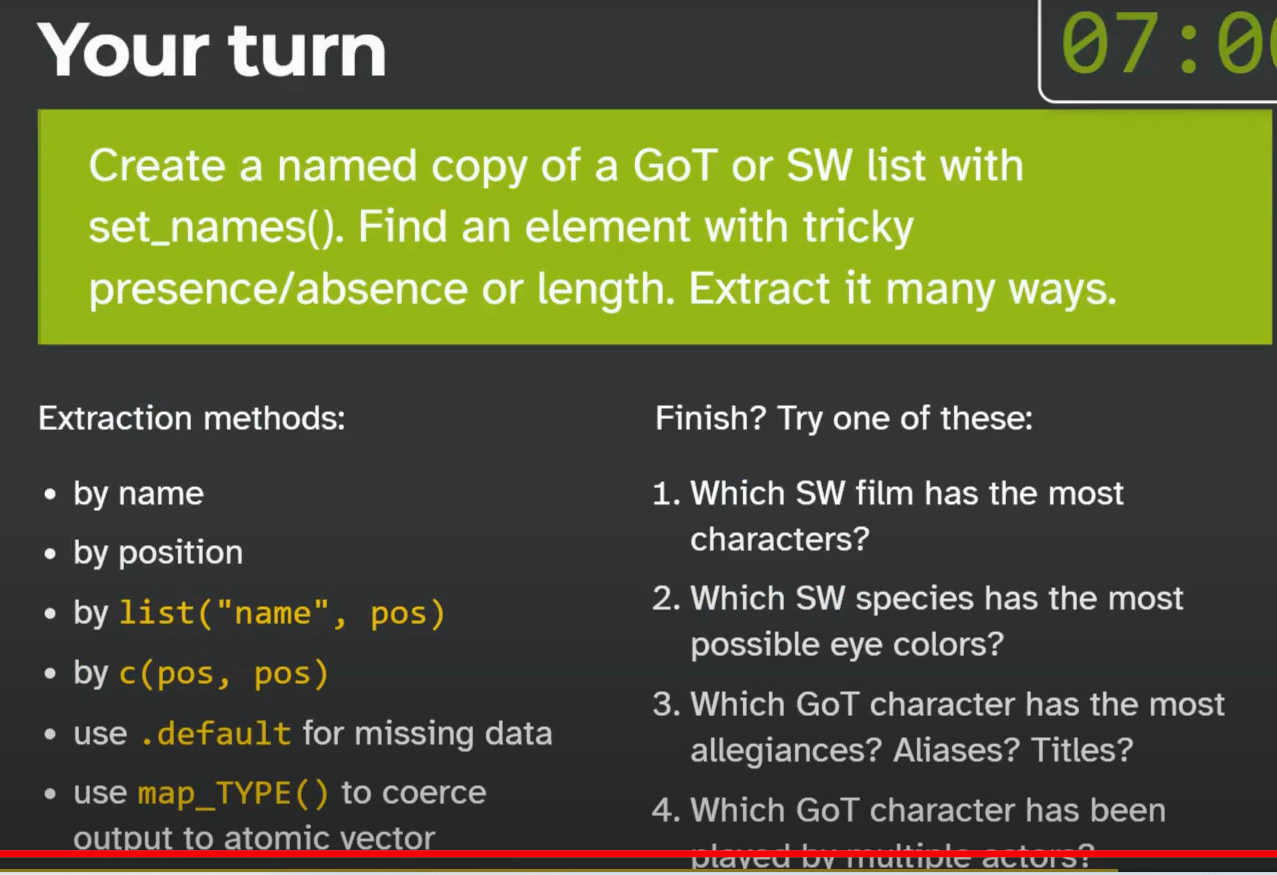 Your turn
07:00
Create a named copy of a GoT or SW list with
set_names(). Find an element with tricky
presence/absence or length. Extract it many ways.
Extraction methods:
• by name
• by position
• by list("name", pos)
• by c(pos, pos)
• use .default for missing data
• use map_TYPE() to coerce
output to atomic vector
Finish? Try one of these:
1. Which SW film has the most
characters?
2. Which SW species has the most
possible eye colors?
3. Which GoT character has the most
allegiances? Aliases? Titles?
4. Which GoT character has been
played by multiple actors?